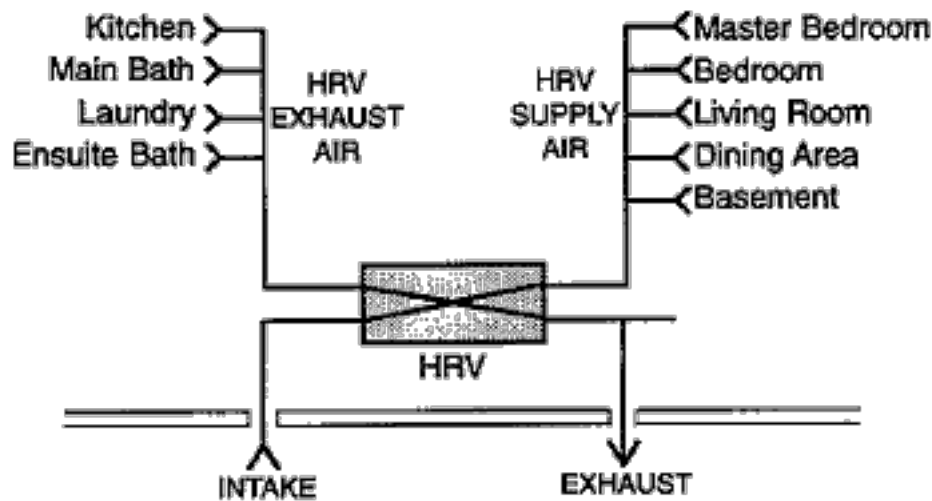 Kitchen
Main Bath
Laundry
Ensuite Bath
HRV
EXHAUST
AIR
HRV
SUPPLY
AIR
Master Bedroom
Bedroom
Living Room
Dining Area
Basement
HRV
INTAKE
EXHAUST